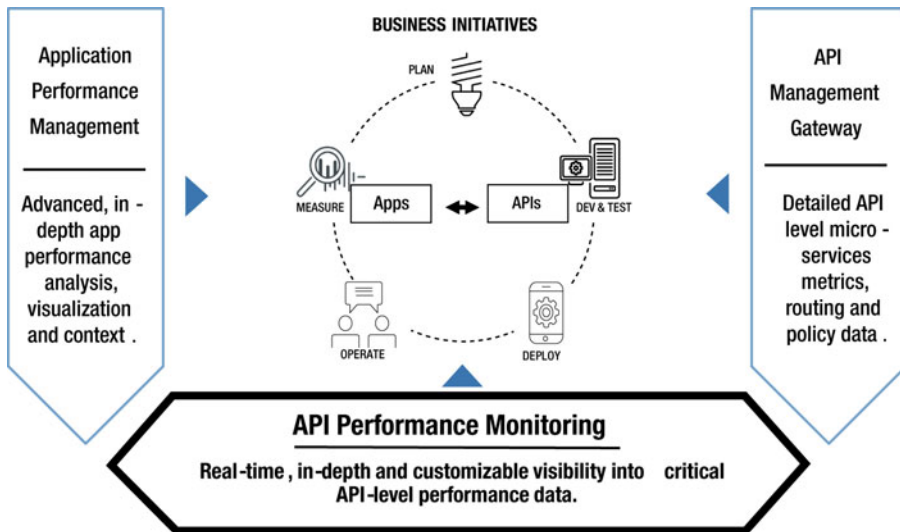 Application
Performance
Management
Advanced, in -
depth app
performance
analysis,
visualization
and context .
BUSINESS INITIATIVES
PLAN
MEASURE
Apps
APIs
DEV & TEST
OPERATE
DEPLOY
API
Management
Gateway
Detailed API
level micro -
services
metrics,
routing and
policy data .
API Performance Monitoring
Real-time , in-depth and customizable visibility into critical
API-level performance data.